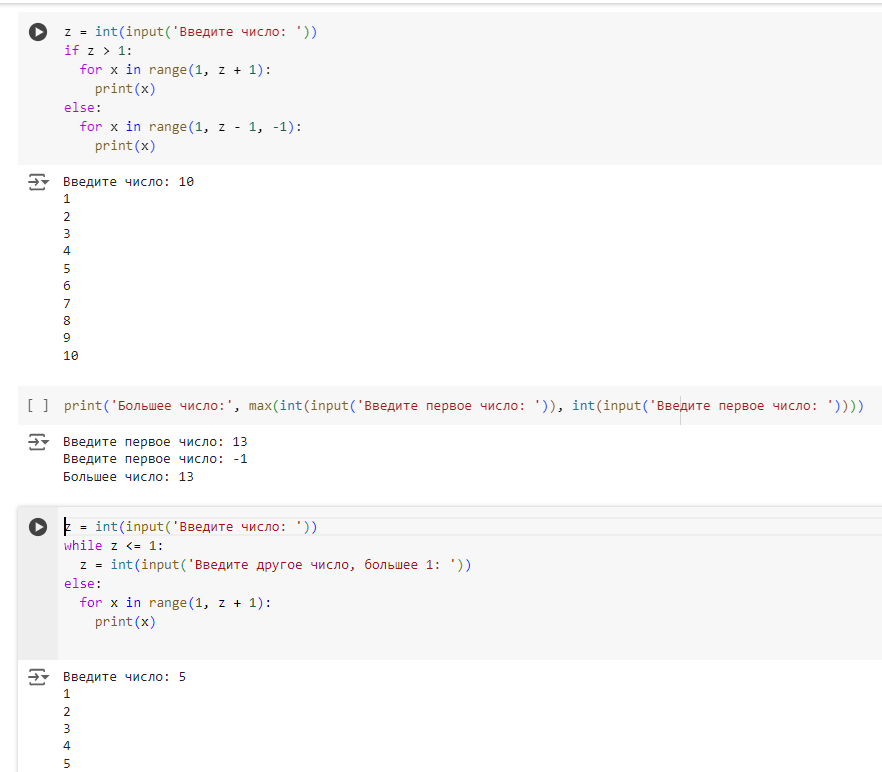 z = int(input('Введите число: '))
if z > 1:
  for x in range(1, z + 1):
    print(x)
else:
  for x in range(1, z - 1, -1):
    print(x)
Введите число: 10
1
2
3
4
5
6
7
8
9
10
[ ] print('Большее число:', max(int(input('Введите первое число: ')), int(input('Введите первое число: '))))
Введите первое число: 13
Введите первое число: -1
Большее число: 13
z = int(input('Введите число: '))
while z <= 1:
  z = int(input('Введите другое число, большее 1: '))
else:
  for x in range(1, z + 1):
    print(x)
Введите число: 5
1
2
3
4
5